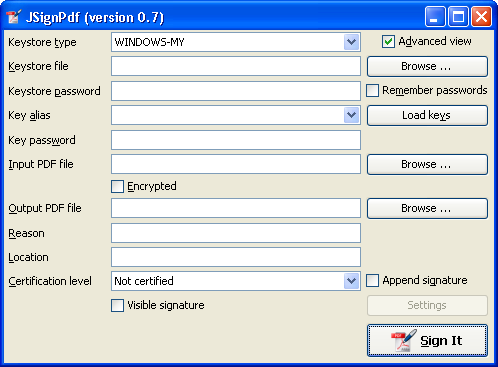 JSignPdf (version 0.7)
Keystore type WINDOWS-MY Advanced view
Keystore file Browse ...
Keystore password Remember passwords
Key alias Load keys
Key password
Input PDF file Browse ...
Encrypted
Output PDF file Browse ...
Reason
Location
Certification level Not certified Append signature
Visible signature Settings
Sign It